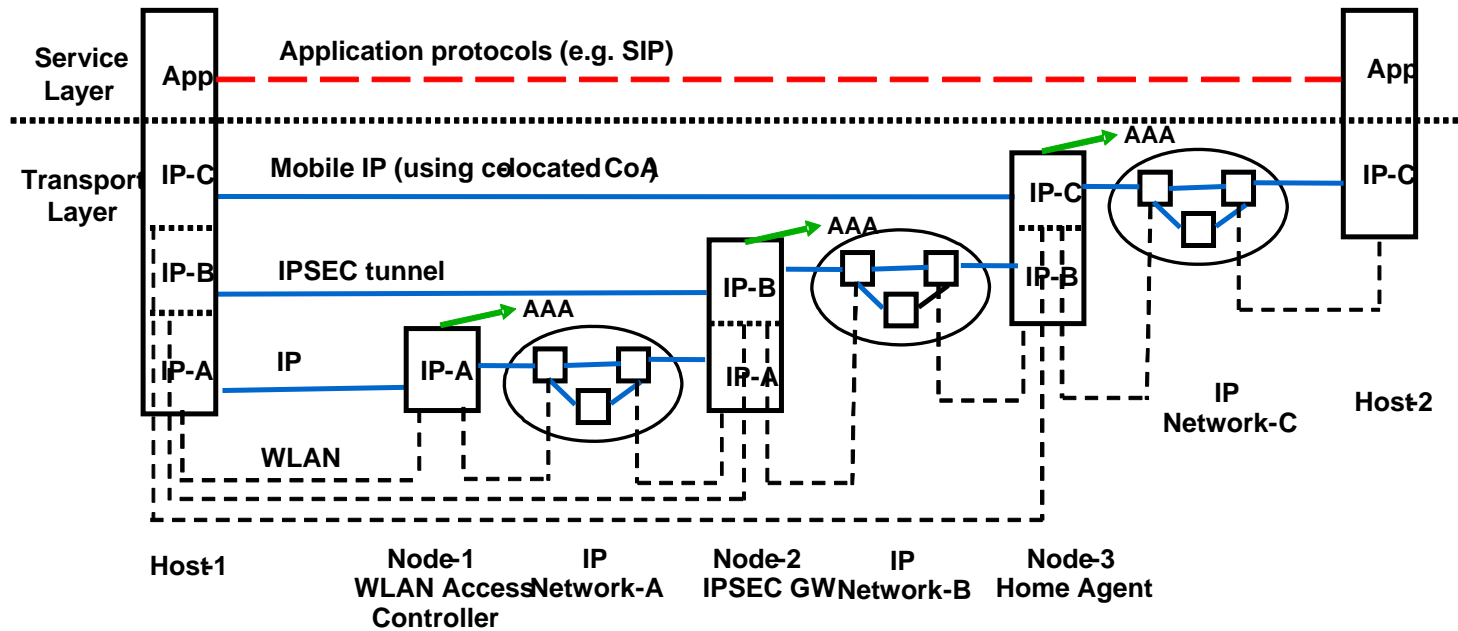 Application protocols (e.g. SIP)
Service
Layer
App
App
AAA
Transport
Layer
IP-C
Mobile IP (using co-located CoA)
IP-C
IP-C
AAA
IP-B
IPSEC tunnel
IP-B
IP-B
AAA
IP-A
IP
IP-A
IP-A
IP
Network-C
Host-2
WLAN
Host-1
Node-1
WLAN Access
Controller
IP
Network-A
Node-2
IPSEC GW
IP
Network-B
Node-3
Home Agent